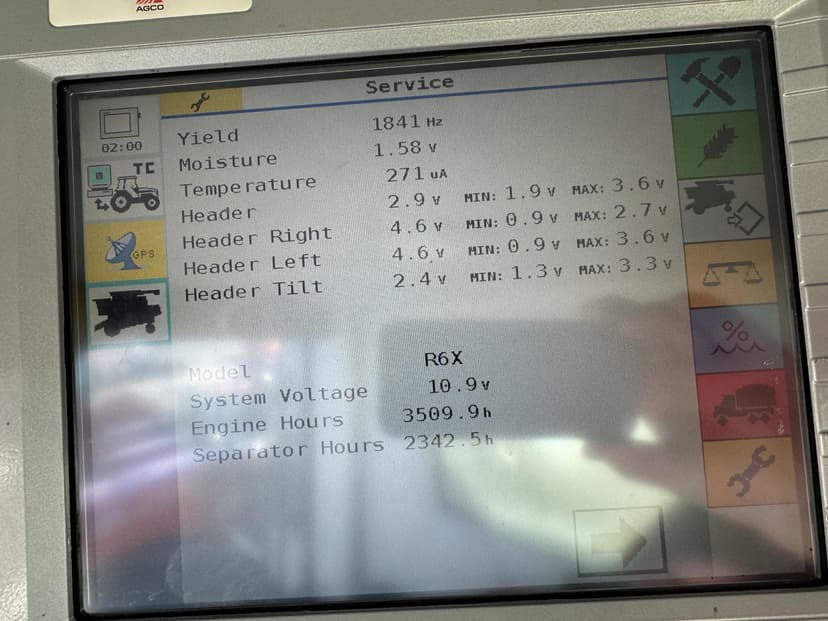 AGCO
Service
02:00
TC
GPS
Yield 1841 Hz
Moisture 1.58 v
Temperature 271 uA
Header 2.9 v MIN: 1.9 v MAX: 3.6 v
Header Right 4.6 v MIN: 0.9 v MAX: 2.7 v
Header Left 4.6 v MIN: 0.9 v MAX: 3.6 v
Header Tilt 2.4 v MIN: 1.3 v MAX: 3.3 v
Model R6X
System Voltage 10.9v
Engine Hours 3509.9h
Separator Hours 2342.5h
%